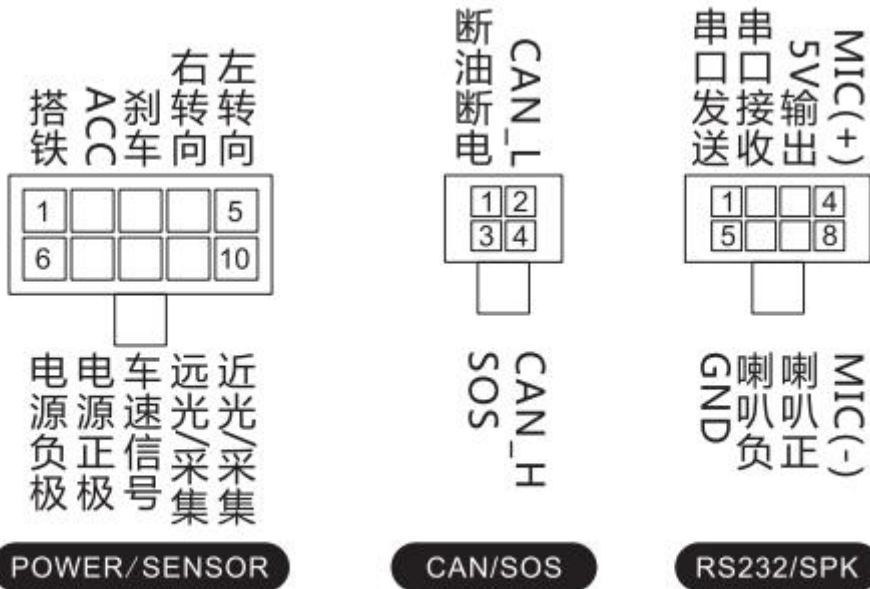 搭铁
ACC
刹车
右转向
左转向
1
5
6
10
电源负极
电源正极
车速信号
远光/采集
近光/采集
POWER/SENSOR
断油断电
CAN_L
1 2
3 4
SOS
CAN_H
CAN/SOS
串口发送
串口接收
5V输出
MIC(+)
1
4
5
8
GND
喇叭负
喇叭正
MIC(-)
RS232/SPK